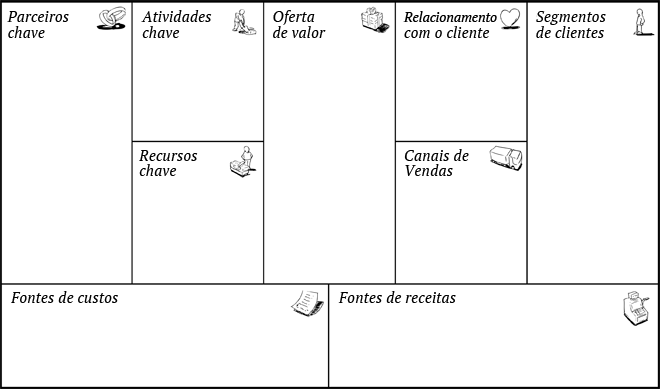 Parceiros
chave
Atividades
chave
Oferta
de valor
Relacionamento
com o cliente
Segmentos
de clientes
Recursos
chave
Canais de
Vendas
Fontes de custos
Fontes de receitas